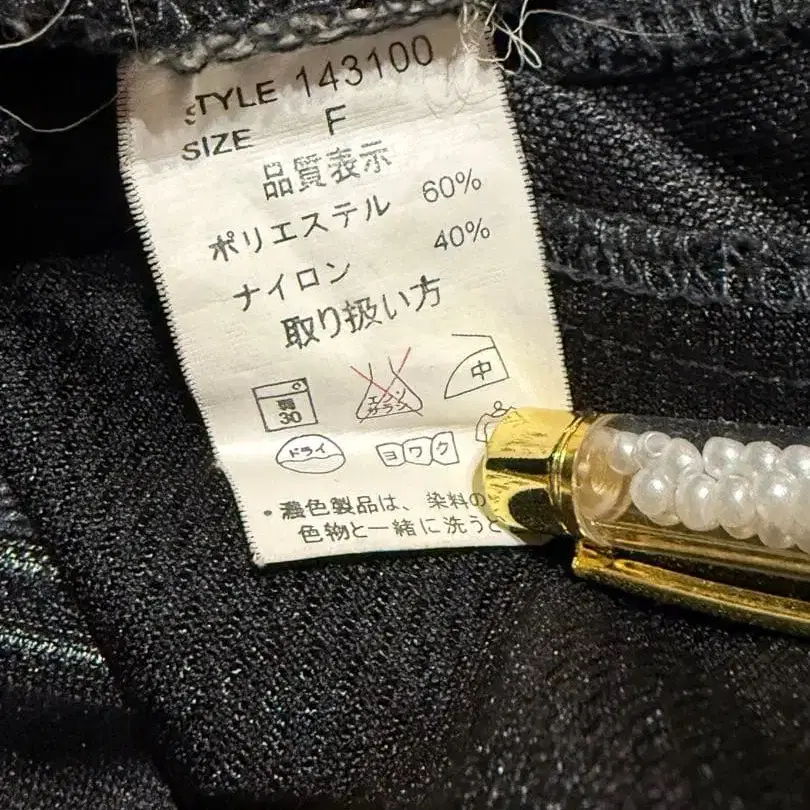 STYLE 143100
SIZE F
品質表示
ポリエステル 60%
ナイロン 40%
取り扱い方
弱 30
エンソ サラシ
中
ドライ
ヨワク
・濃色製品は、染料の
色物と一緒に洗うと